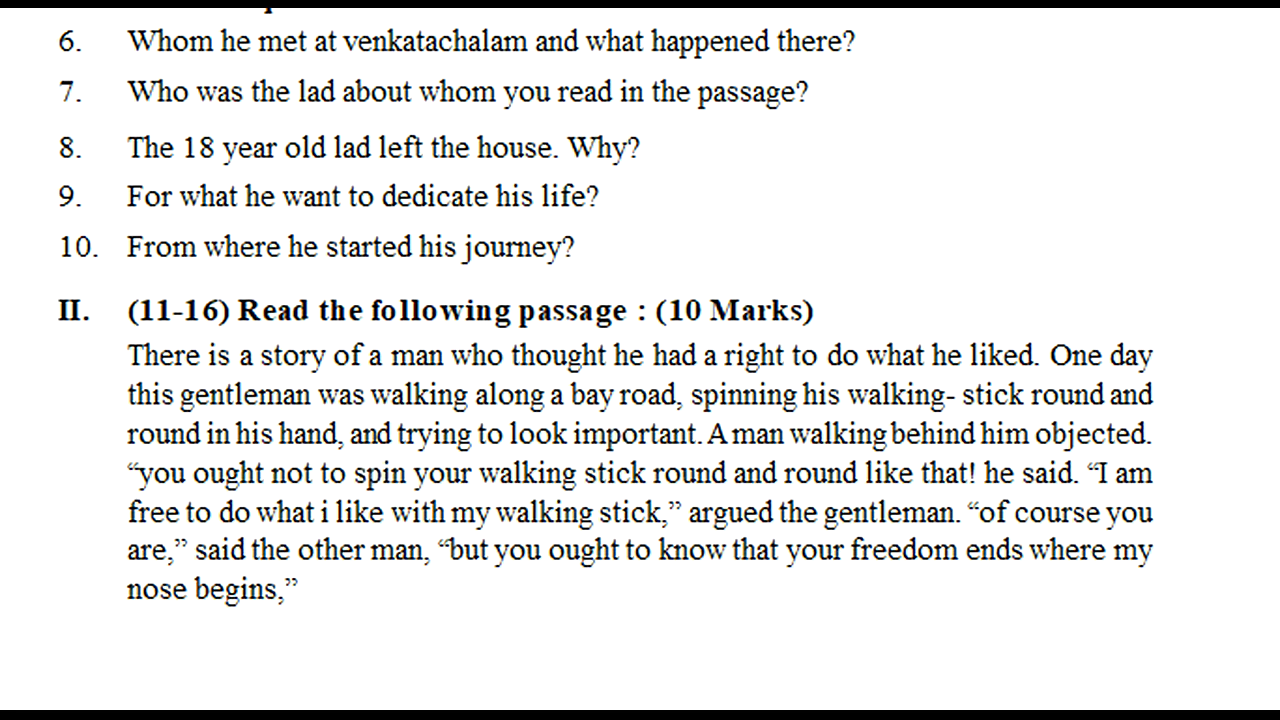 6. Whom he met at venkatachalam and what happened there?
7. Who was the lad about whom you read in the passage?
8. The 18 year old lad left the house. Why?
9. For what he want to dedicate his life?
10. From where he started his journey?
II. (11-16) Read the following passage : (10 Marks)
There is a story of a man who thought he had a right to do what he liked. One day
this gentleman was walking along a bay road, spinning his walking- stick round and
round in his hand, and trying to look important. A man walking behind him objected.
“you ought not to spin your walking stick round and round like that! he said. “I am
free to do what i like with my walking stick,” argued the gentleman. “of course you
are,” said the other man, “but you ought to know that your freedom ends where my
nose begins,”